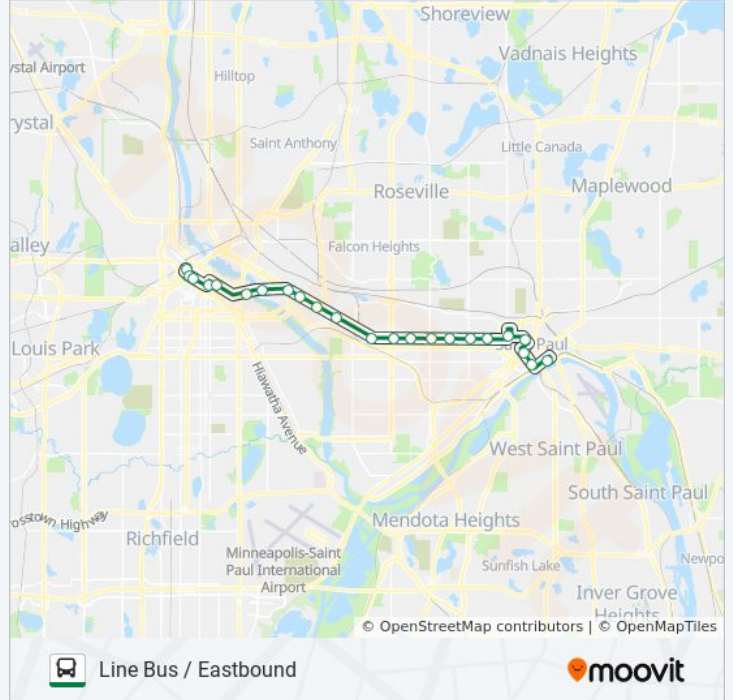 Shoreview
Vadnais Heights
ystal Airport
Hilltop
rystal
Saint Anthony
Little Canada
Roseville
Maplewood
alley
Falcon Heights
Louis Park
Paul
Hiawatha Avenue
West Saint Paul
South Saint Paul
osstown Highway
Mendota Heights
Richfield
Minneapolis-Saint
Paul International
Airport
Sunfish Lake
Newpo
Inver Grove
Heights
© OpenStreetMap contributors | © OpenMapTiles
Line Bus / Eastbound
moovit